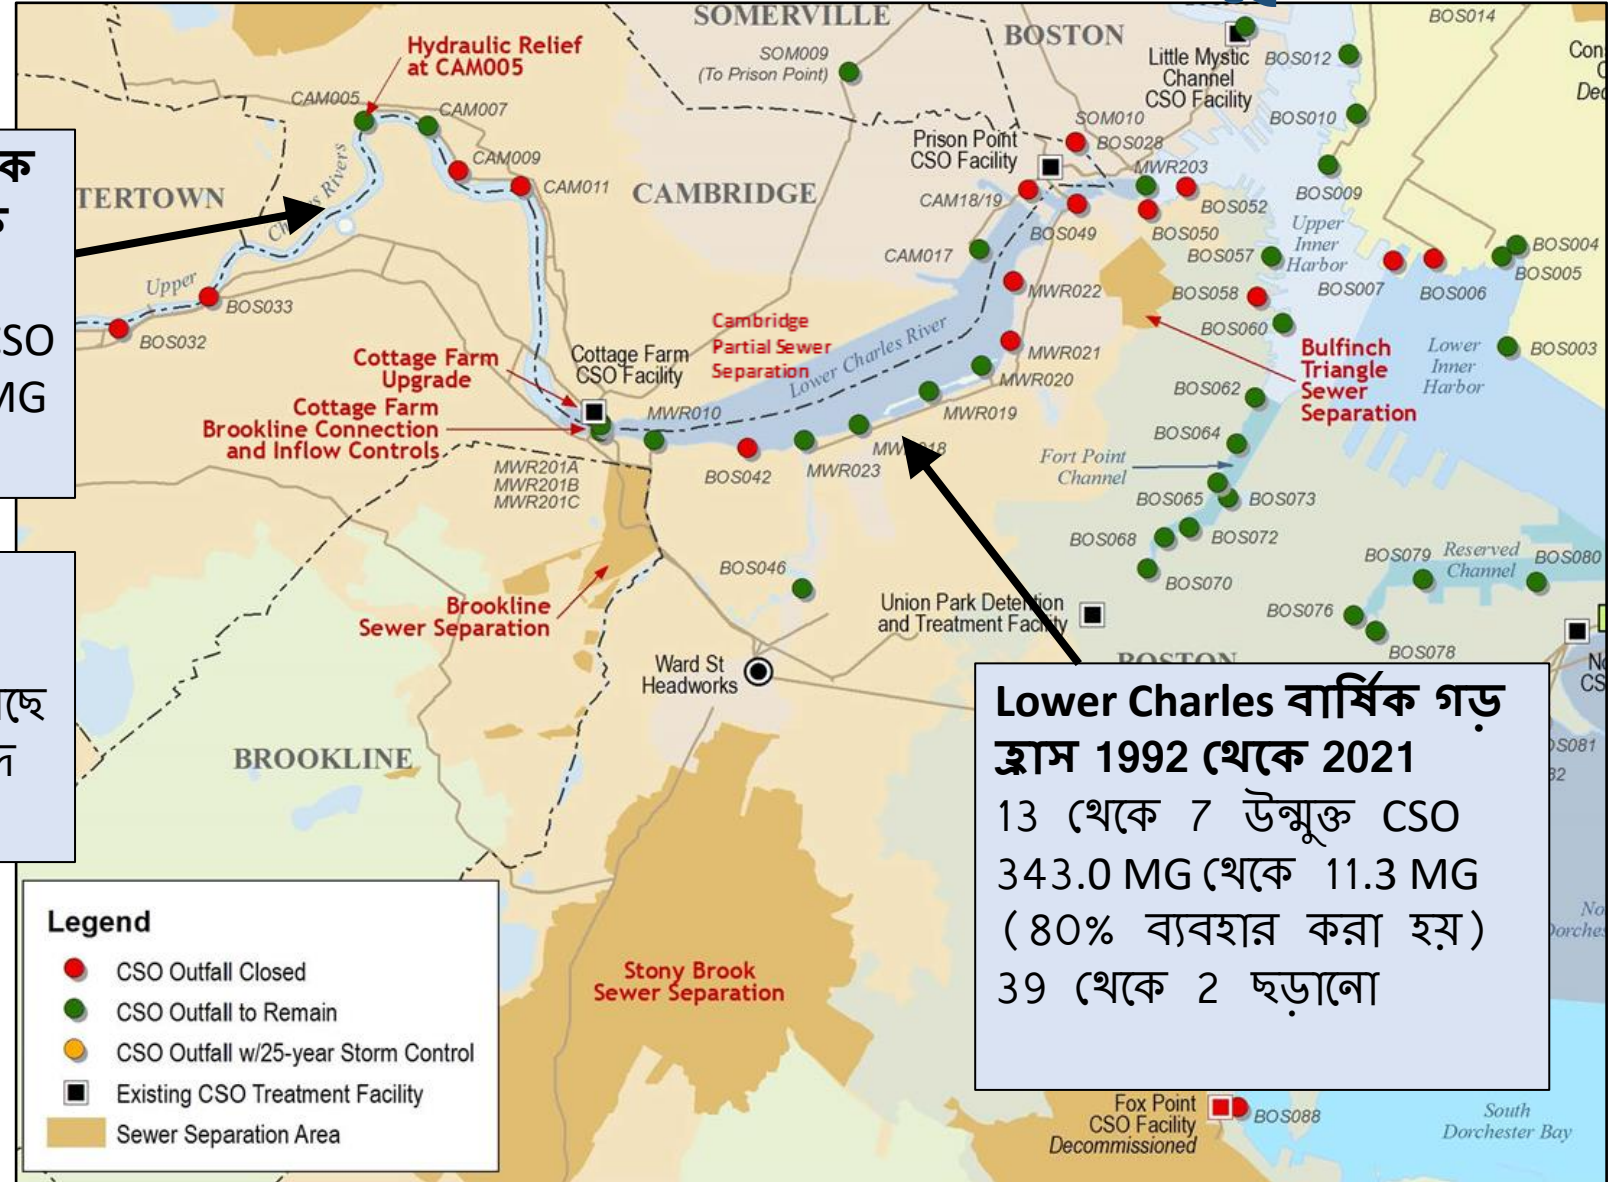 SOMERVILLE
BOSTON
BOS014
Hydraulic Relief
at CAM005
SOM009
(To Prison Point)
Little Mystic
Channel
CSO Facility
BOS012
CAM005
CAM007
BOS010
SOM010
BOS028
Prison Point
CSO Facility
MWR203
CAM009
CAM011
TERTOWN
CAMBRIDGE
CAM18/19
BOS009
BOS052
BOS049
BOS050
Upper
Inner
Harbor
BOS004
BOS005
CAM017
BOS057
BOS007
BOS006
Upper
Charles Rivers
MWR022
BOS058
BOS033
BOS032
CSO
MG
BOS060
Cambridge
Partial Sewer
Separation
Lower Charles River
Cottage Farm
Upgrade
Cottage Farm
CSO Facility
MWR021
MWR020
Bulfinch
Triangle
Sewer
Separation
Lower
Inner
Harbor
BOS003
BOS062
Cottage Farm
Brookline Connection
and Inflow Controls
MWR010
MWR019
MWR018
BOS064
Fort Point
Channel
MWR201A
MWR201B
MWR201C
BOS042
MWR023
BOS065
BOS073
BOS068
BOS072
BOS070
BOS079
Reserved
Channel
BOS080
BOS046
Union Park Detention
and Treatment Facility
BOS076
BOS078
Brookline
Sewer Separation
Ward St
Headworks
BOSTON
BROOKLINE
Lower Charles বার্ষিক গড়
হ্রাস 1992 থেকে 2021
13 থেকে 7 উন্মুক্ত CSO
343.0 MG থেকে 11.3 MG
(80% ব্যবহার করা হয়)
39 থেকে 2 ছড়ানো
Legend
CSO Outfall Closed
CSO Outfall to Remain
CSO Outfall w/25-year Storm Control
Existing CSO Treatment Facility
Sewer Separation Area
Stony Brook
Sewer Separation
Fox Point
CSO Facility
Decommissioned
BOS088
South
Dorchester Bay